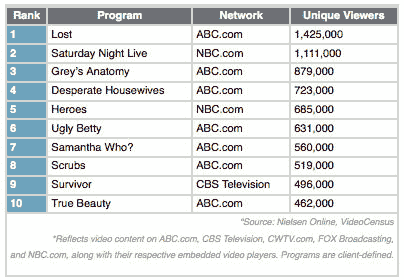 Rank Program Network Unique Viewers
1 Lost ABC.com 1,425,000
2 Saturday Night Live NBC.com 1,111,000
3 Grey's Anatomy ABC.com 879,000
4 Desperate Housewives ABC.com 723,000
5 Heroes NBC.com 685,000
6 Ugly Betty ABC.com 631,000
7 Samantha Who? ABC.com 560,000
8 Scrubs ABC.com 519,000
9 Survivor CBS Television 496,000
10 True Beauty ABC.com 462,000
*Source: Nielsen Online, VideoCensus
*Reflects video content on ABC.com, CBS Television, CWTV.com, FOX Broadcasting,
and NBC.com, along with their respective embedded video players. Programs are client-defined.